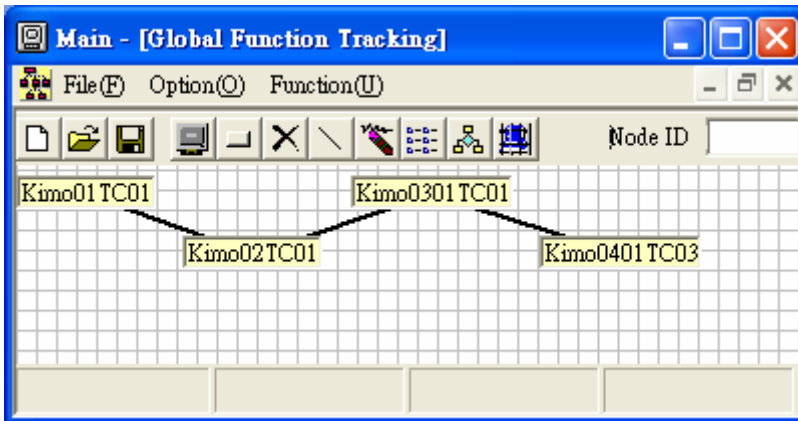 Main - [Global Function Tracking]
File(F) Option(O) Function(U)
Node ID
Kimo01TC01 Kimo0301TC01
Kimo02TC01 Kimo0401TC03